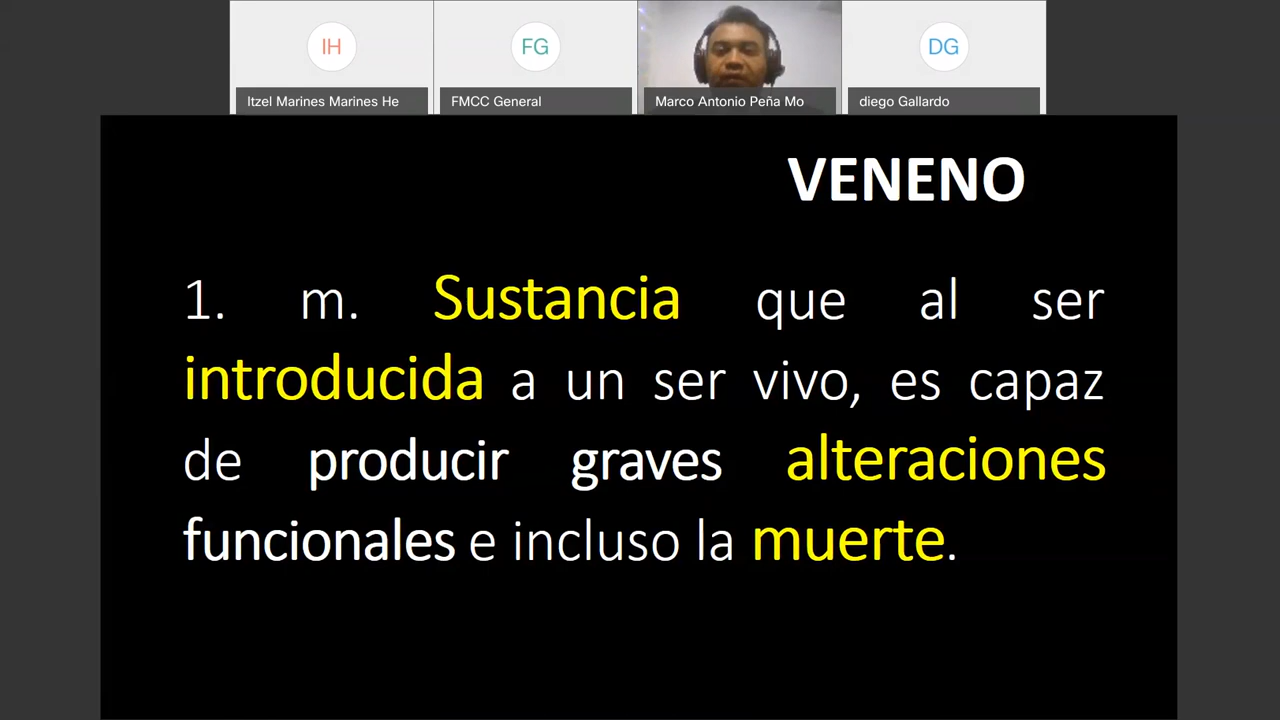 IH
FG
DG
Itzel Marines Marines He
FMCC General
Marco Antonio Peña Mo
diego Gallardo
VENENO
1. m. Sustancia que al ser
introducida a un ser vivo, es capaz
de producir graves alteraciones
funcionales e incluso la muerte.